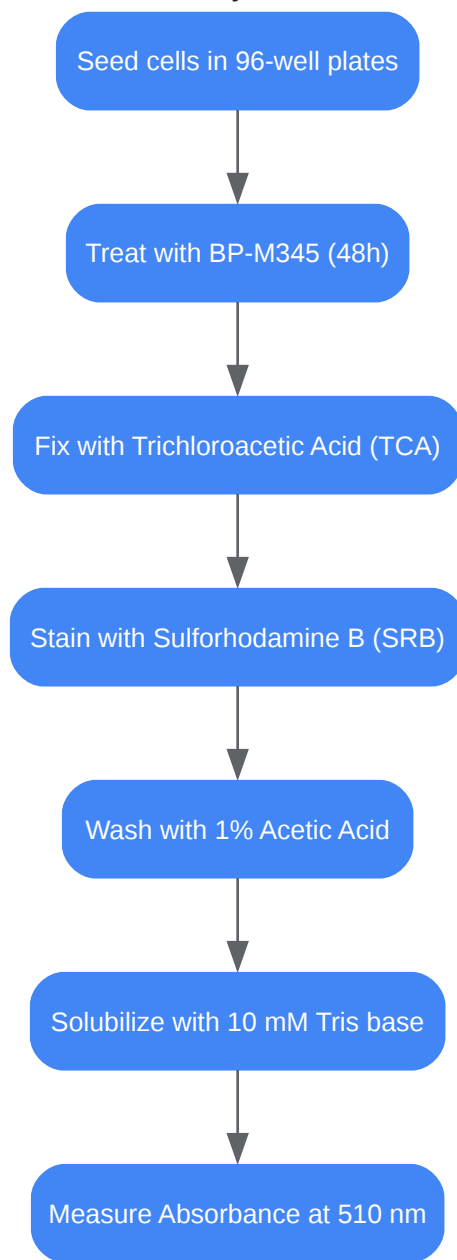 Seed cells in 96-well plates
Treat with BP-M345 (48h)
Fix with Trichloroacetic Acid (TCA)
Stain with Sulforhodamine B (SRB)
Wash with 1% Acetic Acid
Solubilize with 10 mM Tris base
Measure Absorbance at 510 nm